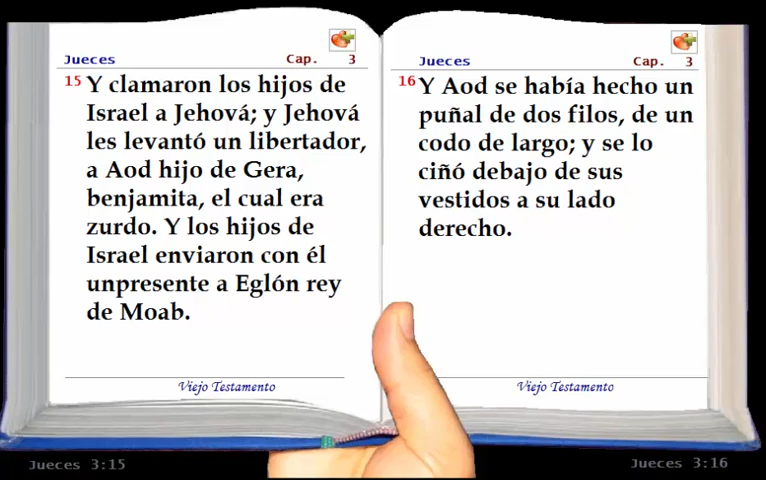 Jueces Cap. 3
15 Y clamaron los hijos de
Israel a Jehová; y Jehová
les levantó un libertador,
a Aod hijo de Gera,
benjamita, el cual era
zurdo. Y los hijos de
Israel enviaron con él
unpresente a Eglón rey
de Moab.
Viejo Testamento
Jueces 3:15
Jueces Cap. 3
16 Y Aod se había hecho un
puñal de dos filos, de un
codo de largo; y se lo
ciñó debajo de sus
vestidos a su lado
derecho.
Viejo Testamento
Jueces 3:16